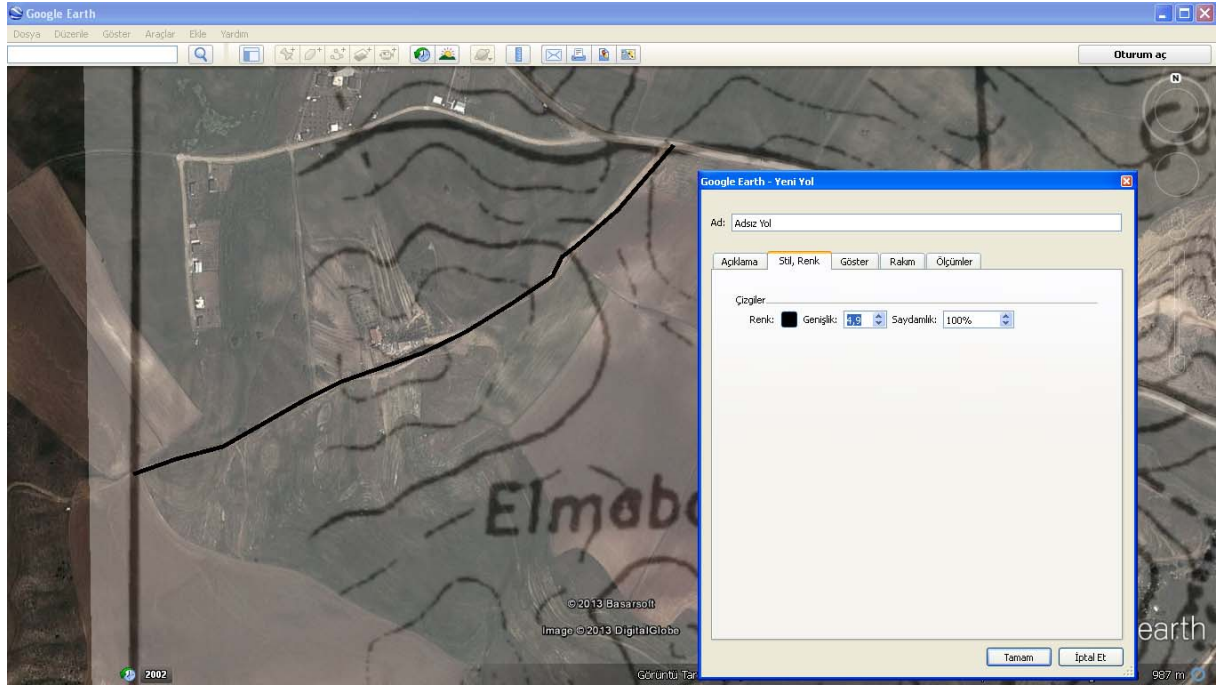 Google Earth
Dosya Düzenle Göster Araçlar Ekle Yardım
Oturum aç
N
Google Earth - Yeni Yol
Ad: Adsız Yol
Açıklama Stil, Renk Göster Rakım Ölçümler
Çizgiler
Renk: Genişlik: 4,9 Saydamlık: 100%
Elmab
© 2013 Basarsoft
Image © 2013 DigitalGlobe
earth
Tamam İptal Et
2002
Görüntü Tar
987 m